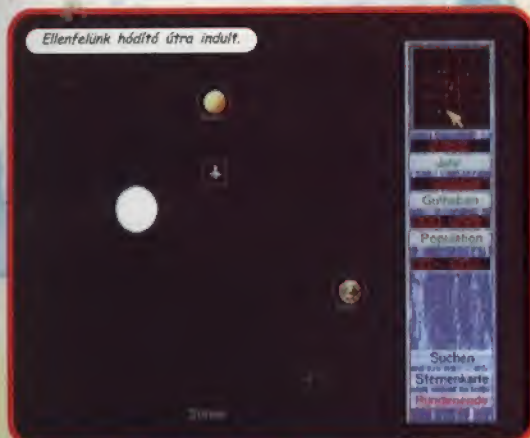 Ellenfelünk hódító útra indult.
Jahr
Guthaben
Population
Suchen
Sternenkarte
Rundenende